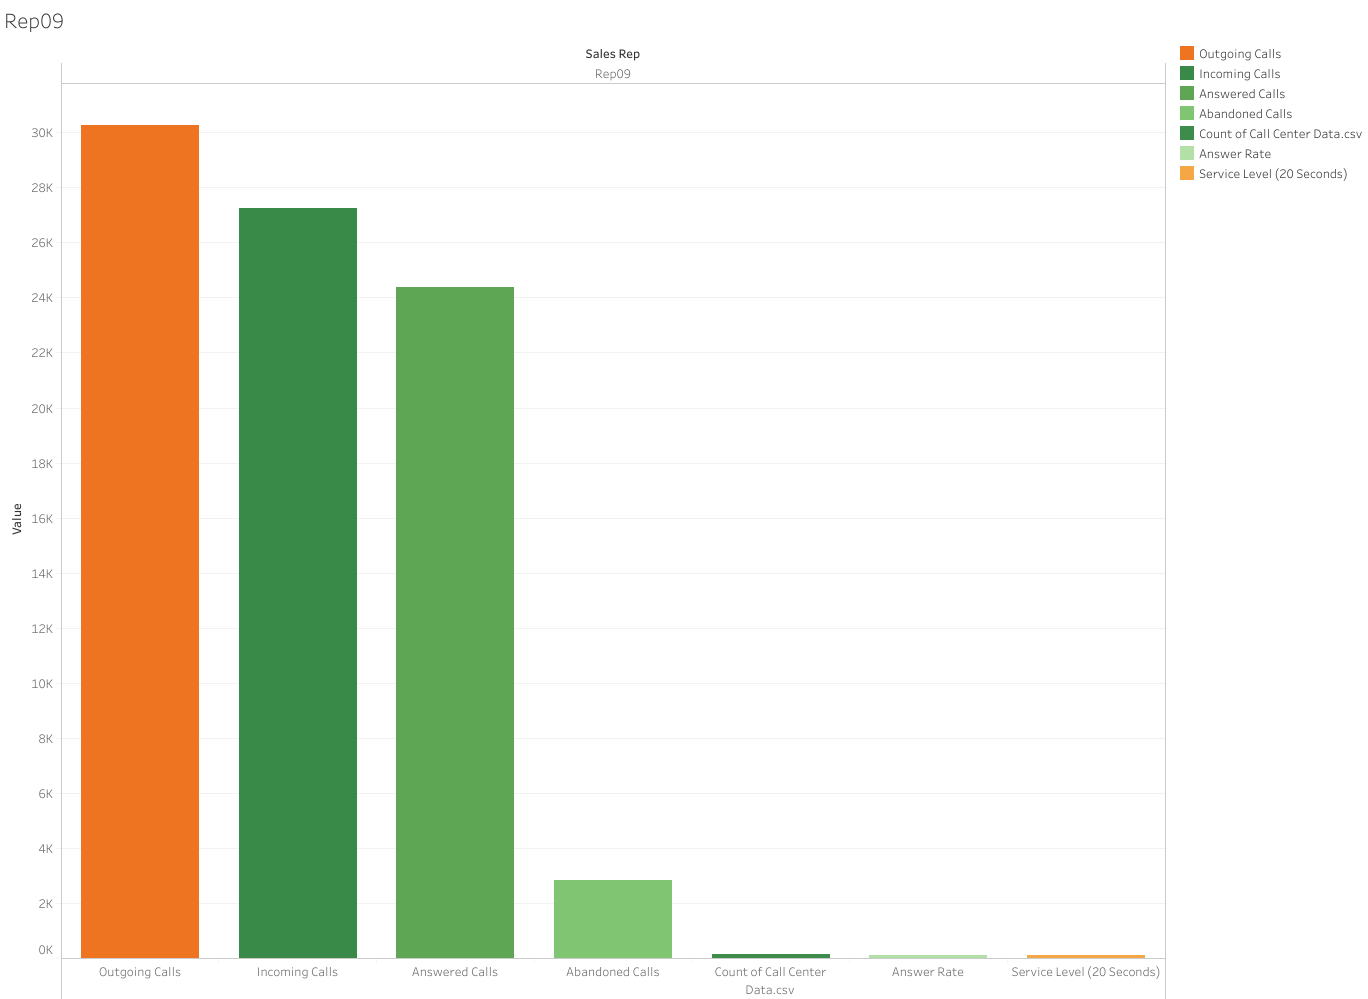 Rep09
Sales Rep
Rep09
Outgoing Calls
Incoming Calls
Answered Calls
Abandoned Calls
Count of Call Center Data.csv
Answer Rate
Service Level (20 Seconds)
Value
30K
28K
26K
24K
22K
20K
18K
16K
14K
12K
10K
8K
6K
4K
2K
0K
Outgoing Calls
Incoming Calls
Answered Calls
Abandoned Calls
Count of Call Center
Data.csv
Answer Rate
Service Level (20 Seconds)